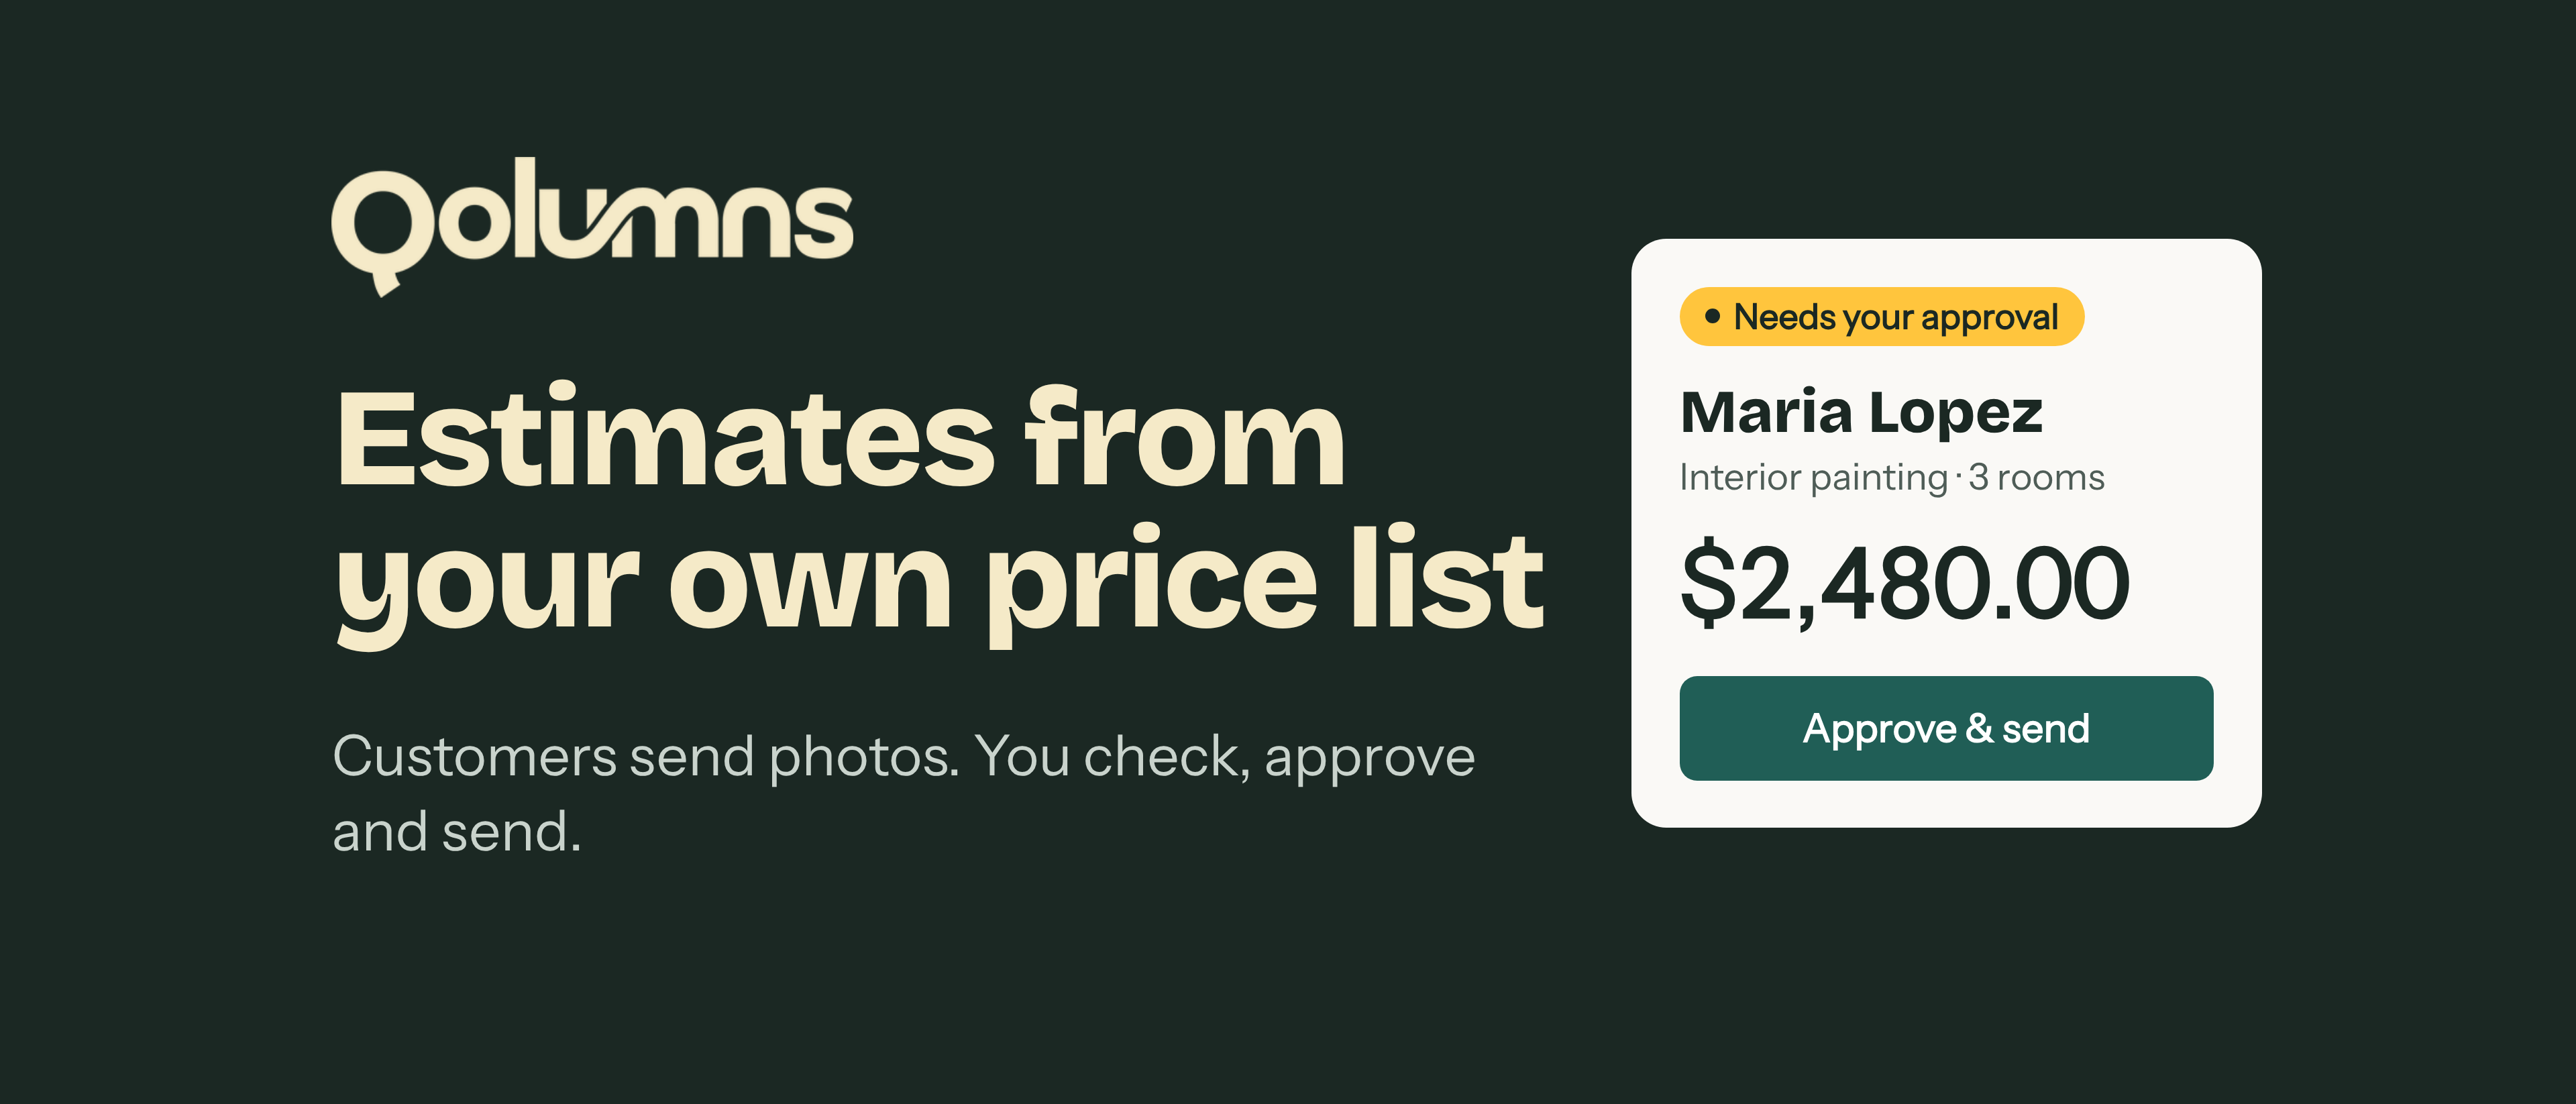 Qolumns
Estimates from
your own price list
Customers send photos. You check, approve
and send.
Needs your approval
Maria Lopez
Interior painting · 3 rooms
$2,480.00
Approve & send